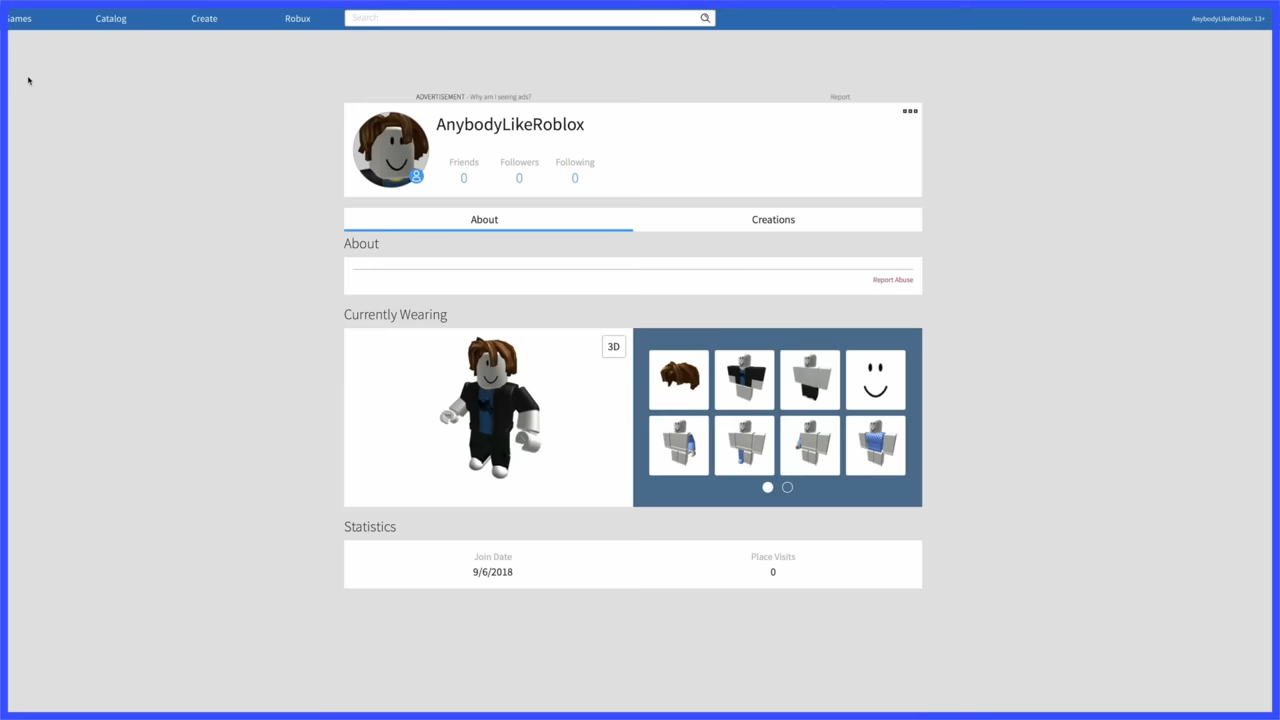 Games
Catalog
Create
Robux
Search
AnybodyLikeRoblox: 13+
ADVERTISEMENT - Why am I seeing ads?
Report
AnybodyLikeRoblox
Friends
Followers
Following
0
0
0
About
Creations
About
Report Abuse
Currently Wearing
3D
Statistics
Join Date
Place Visits
9/6/2018
0